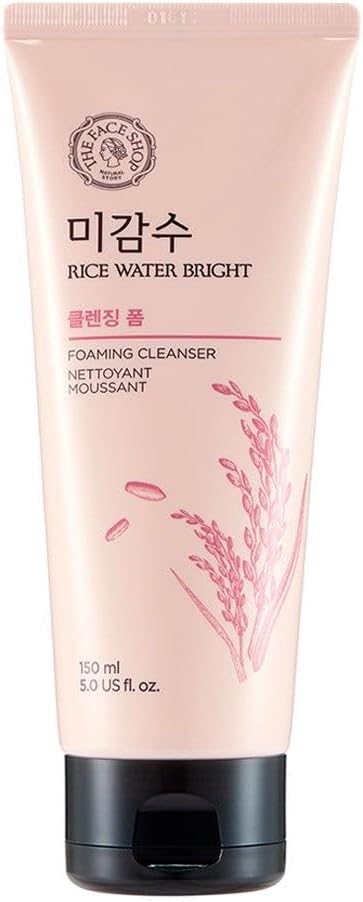 THE FACE SHOP
NATURAL
STORY
미감수
RICE WATER BRIGHT
클렌징 폼
FOAMING CLEANSER
NETTOYANT
MOUSSANT
150 ml
5.0 US fl. oz.